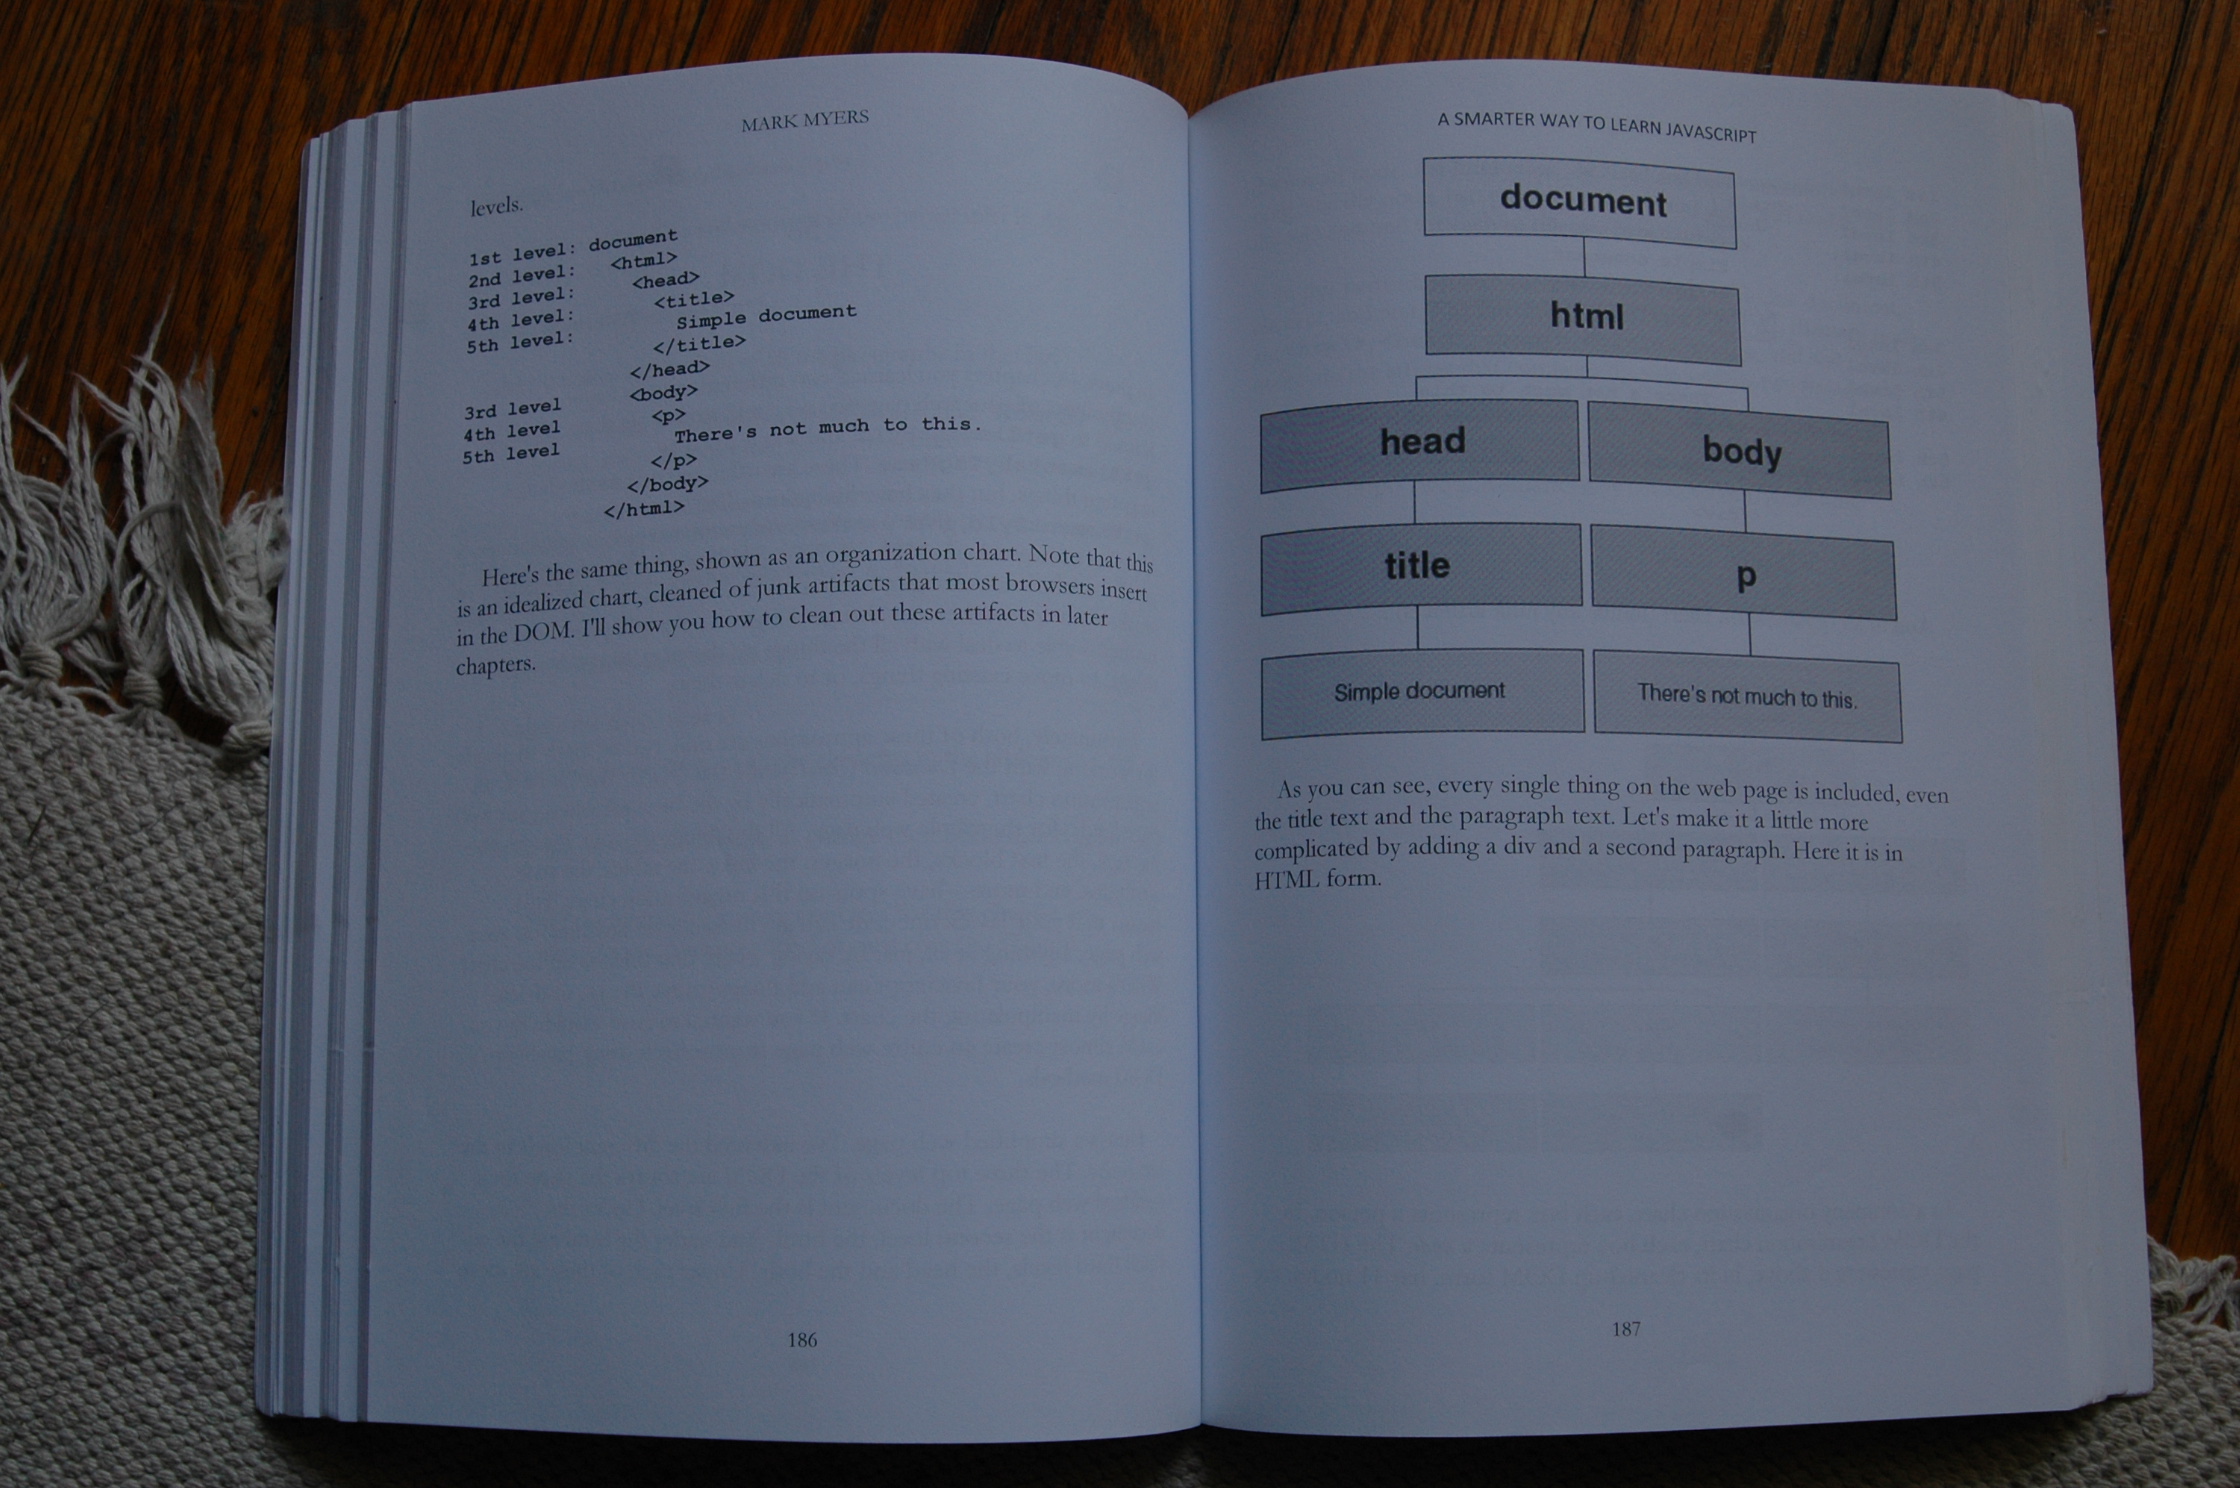 MARK MYERS
levels.
1st level: document
2nd level: <html>
3rd level: <head>
4th level: <title>
5th level: Simple document
</title>
</head>
3rd level <body>
4th level <p>
5th level There's not much to this.
</p>
</body>
</html>
Here's the same thing, shown as an organization chart. Note that this
is an idealized chart, cleaned of junk artifacts that most browsers insert
in the DOM. I'll show you how to clean out these artifacts in later
chapters.
186
A SMARTER WAY TO LEARN JAVASCRIPT
document
html
head body
title p
Simple document There's not much to this.
As you can see, every single thing on the web page is included, even
the title text and the paragraph text. Let's make it a little more
complicated by adding a div and a second paragraph. Here it is in
HTML form.
187